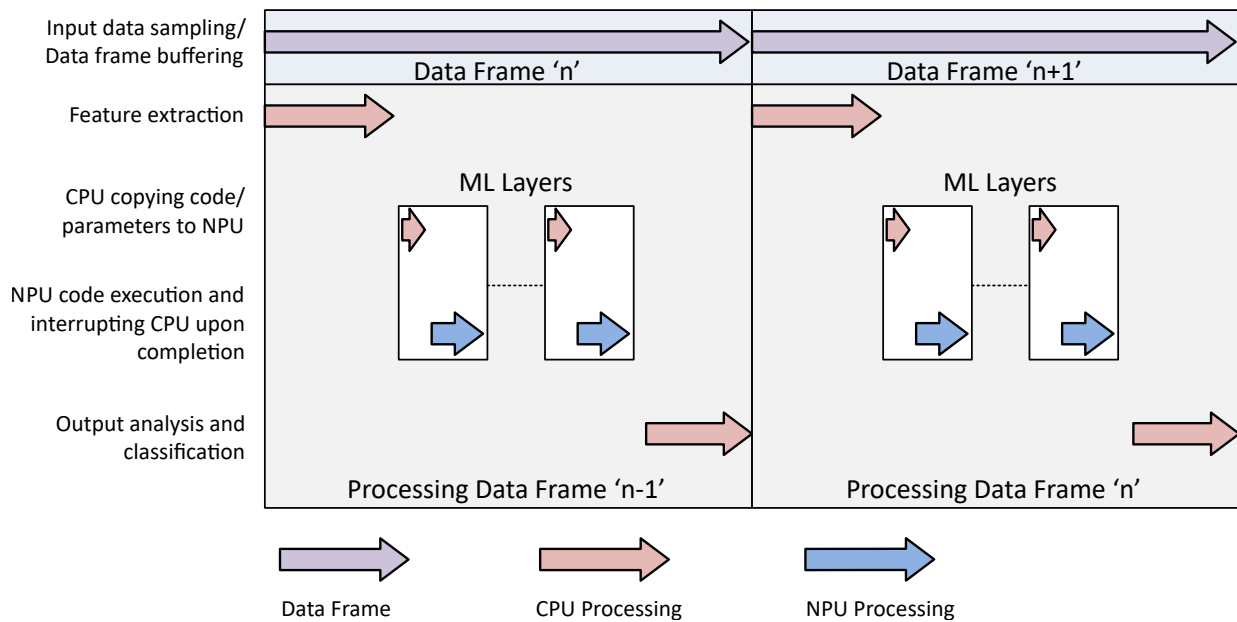 Input data sampling/
Data frame buffering
Data Frame ‘n’
Data Frame ‘n+1’
Feature extraction
ML Layers
ML Layers
CPU copying code/
parameters to NPU
NPU code execution and
interrupting CPU upon
completion
Output analysis and
classification
Processing Data Frame ‘n-1’
Processing Data Frame ‘n’
Data Frame
CPU Processing
NPU Processing